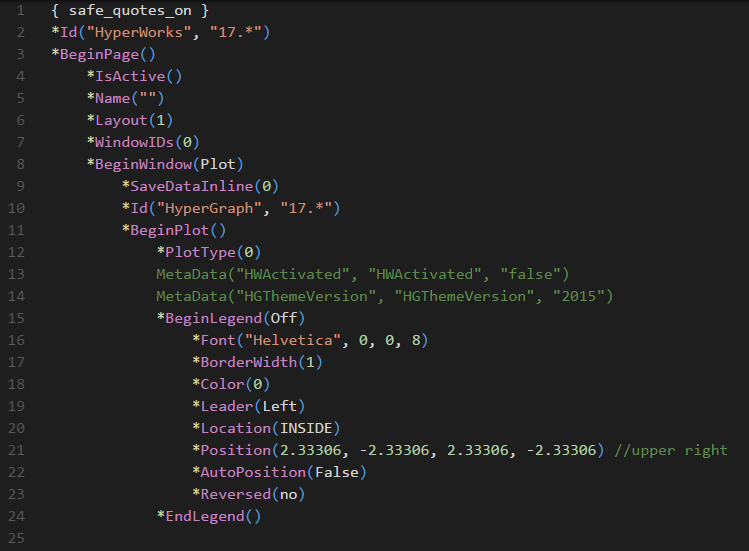 1 { safe_quotes_on }
2 *Id("HyperWorks", "17.*")
3 *BeginPage()
4 *IsActive()
5 *Name("")
6 *Layout(1)
7 *WindowIDs(0)
8 *BeginWindow(Plot)
9 *SaveDataInline(0)
10 *Id("HyperGraph", "17.*")
11 *BeginPlot()
12 *PlotType(0)
13 MetaData("HWActivated", "HWActivated", "false")
14 MetaData("HGThemeVersion", "HGThemeVersion", "2015")
15 *BeginLegend(Off)
16 *Font("Helvetica", 0, 0, 8)
17 *BorderWidth(1)
18 *Color(0)
19 *Leader(Left)
20 *Location(INSIDE)
21 *Position(2.33306, -2.33306, 2.33306, -2.33306) //upper right
22 *AutoPosition(False)
23 *Reversed(no)
24 *EndLegend()
25